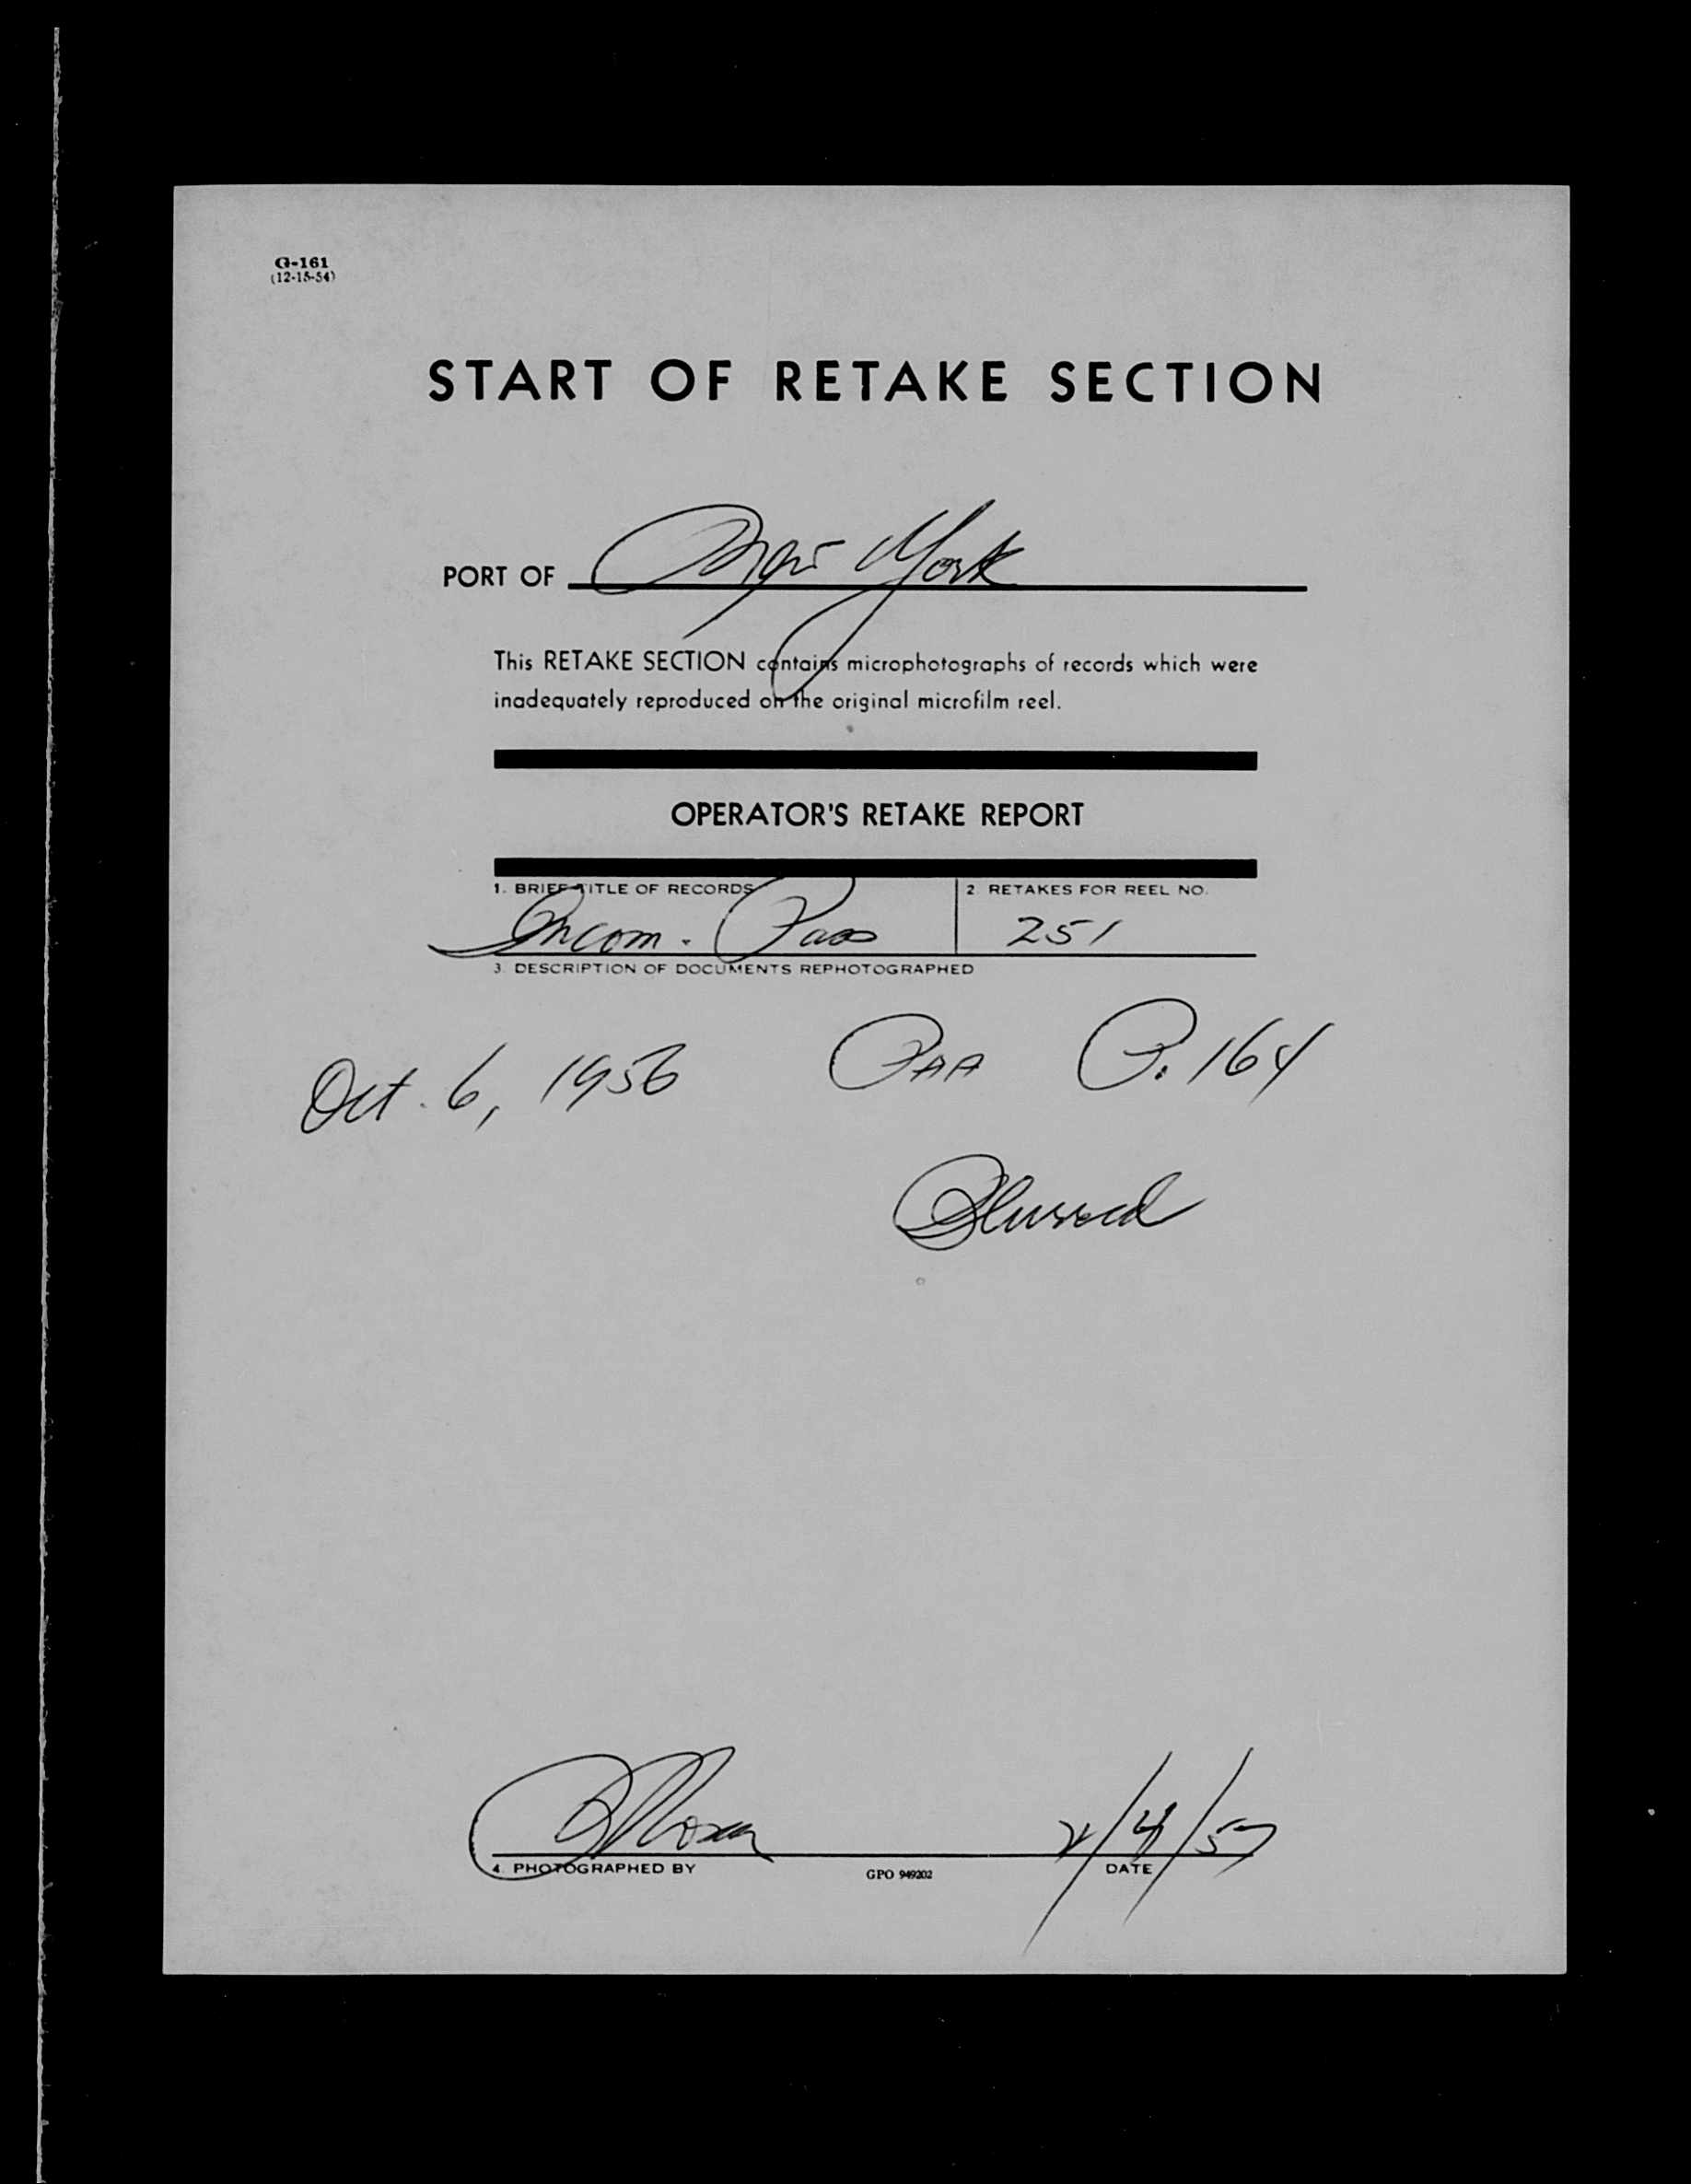 G-161
(12-15-54)
START OF RETAKE SECTION
PORT OF New York
This RETAKE SECTION contains microphotographs of records which were
inadequately reproduced on the original microfilm reel.
OPERATOR'S RETAKE REPORT
1. BRIEF TITLE OF RECORDS 2. RETAKES FOR REEL NO.
Incom. Pass 251
3. DESCRIPTION OF DOCUMENTS REPHOTOGRAPHED
Oct. 6, 1956 PAA P. 164
Blurred
2/4/57
4. PHOTOGRAPHED BY GPO 949202 DATE